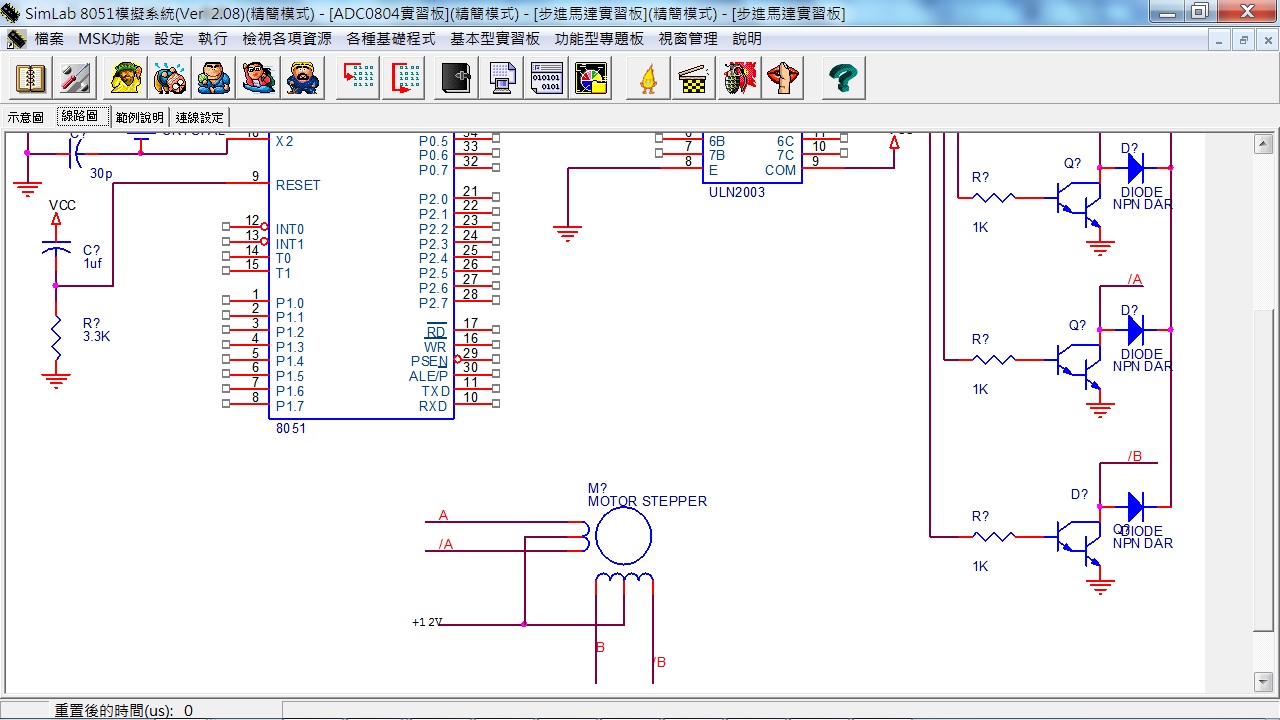 SimLab 8051模擬系統(Ver 2.08)(精簡模式) - [ADC0804實習板](精簡模式) - [步進馬達實習板](精簡模式) - [步進馬達實習板]
檔案 MSK功能 設定 執行 檢視各項資源 各種基礎程式 基本型實習板 功能型專題板 視窗管理 說明
示意圖 線路圖 範例說明 連線設定
C?
30p
X2
9 RESET
VCC
C?
1uf
R?
3.3K
12 INT0
13 INT1
14 T0
15 T1
1 P1.0
2 P1.1
3 P1.2
4 P1.3
5 P1.4
6 P1.5
7 P1.6
8 P1.7
P0.5
P0.6 33
P0.7 32
P2.0 21
P2.1 22
P2.2 23
P2.3 24
P2.4 25
P2.5 26
P2.6 27
P2.7 28
RD 17
WR 16
PSEN 29
ALE/P 30
TXD 11
RXD 10
8051
6B 6C
7 7B 7C 10
8 E COM 9
ULN2003
R?
1K
Q?
D?
DIODE
NPN DAR
/A
R?
1K
Q?
D?
DIODE
NPN DAR
/B
R?
1K
D?
Q?
DIODE
NPN DAR
M?
MOTOR STEPPER
A
/A
+12V
B
/B
重置後的時間(us): 0